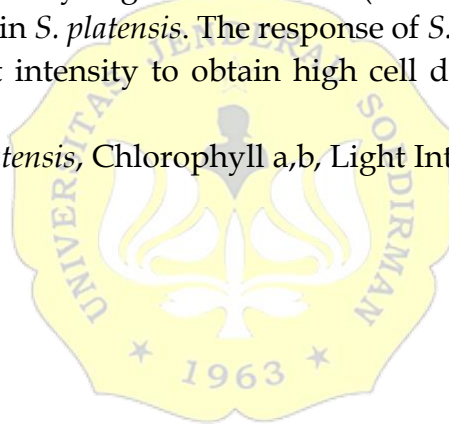 in S. platensis. The response of S.
t intensity to obtain high cell d
tensis, Chlorophyll a,b, Light Int
UNIVERSITAS JENDERAL SOEDIRMAN
1963